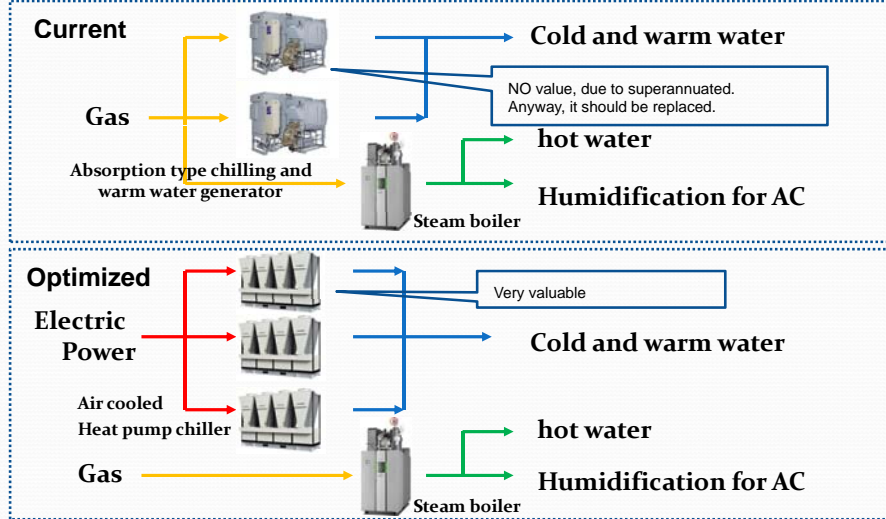 Current
Cold and warm water
NO value, due to superannuated.
Anyway, it should be replaced.
Gas
hot water
Absorption type chilling and
warm water generator
Humidification for AC
Steam boiler
Optimized
Very valuable
Electric
Power
Cold and warm water
Air cooled
Heat pump chiller
hot water
Gas
Humidification for AC
Steam boiler